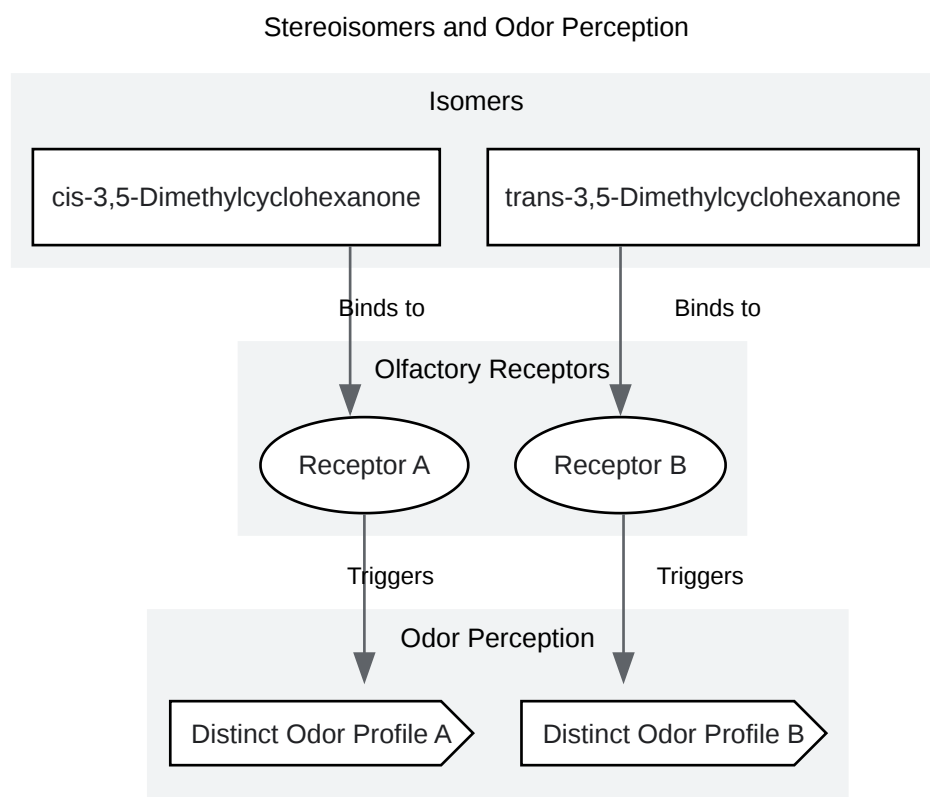 Stereoisomers and Odor Perception
Isomers
cis-3,5-Dimethylcyclohexanone
trans-3,5-Dimethylcyclohexanone
Binds to
Binds to
Olfactory Receptors
Receptor A
Receptor B
Triggers
Triggers
Odor Perception
Distinct Odor Profile A
Distinct Odor Profile B